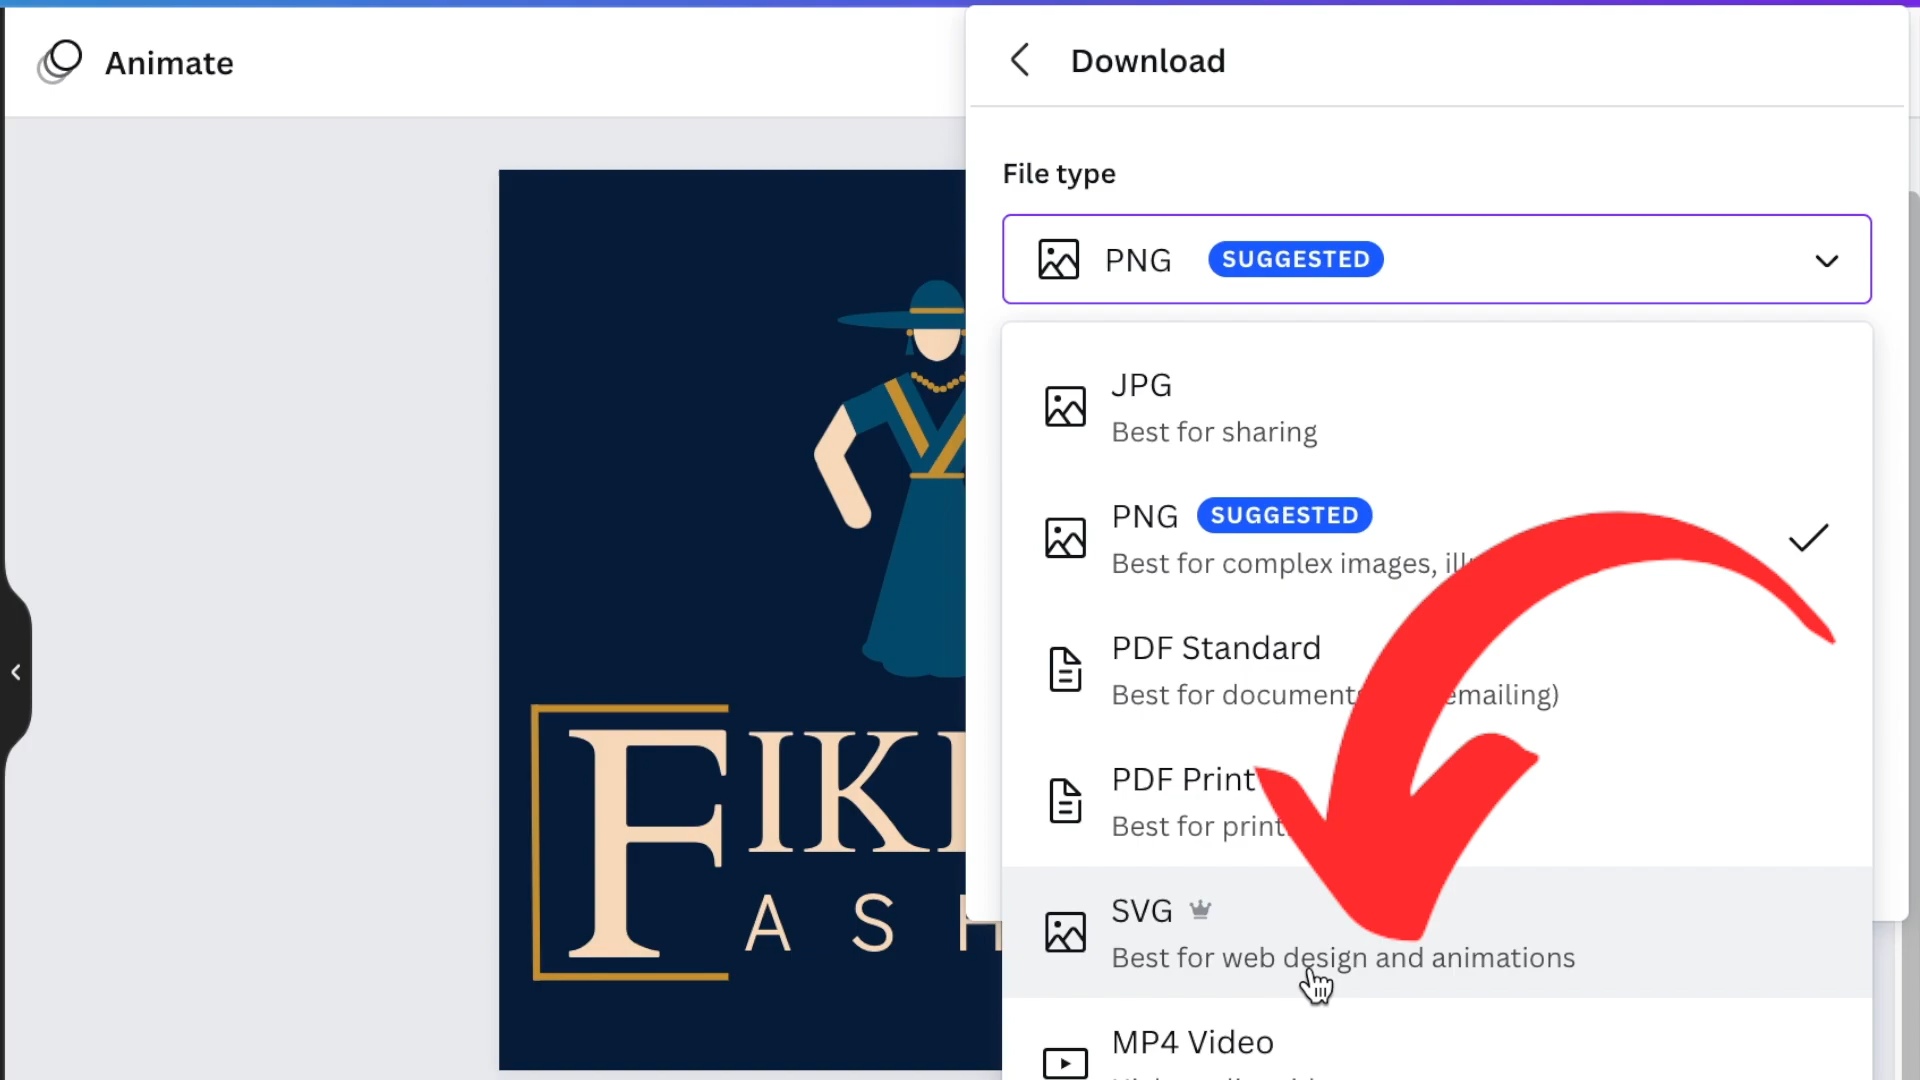 Animate
Download
File type
PNG SUGGESTED
JPG
Best for sharing
PNG SUGGESTED
Best for complex images,
PDF Standard
Best for document emailing)
PDF Print
Best for print
SVG
Best for web design and animations
MP4 Video
FIK
AS